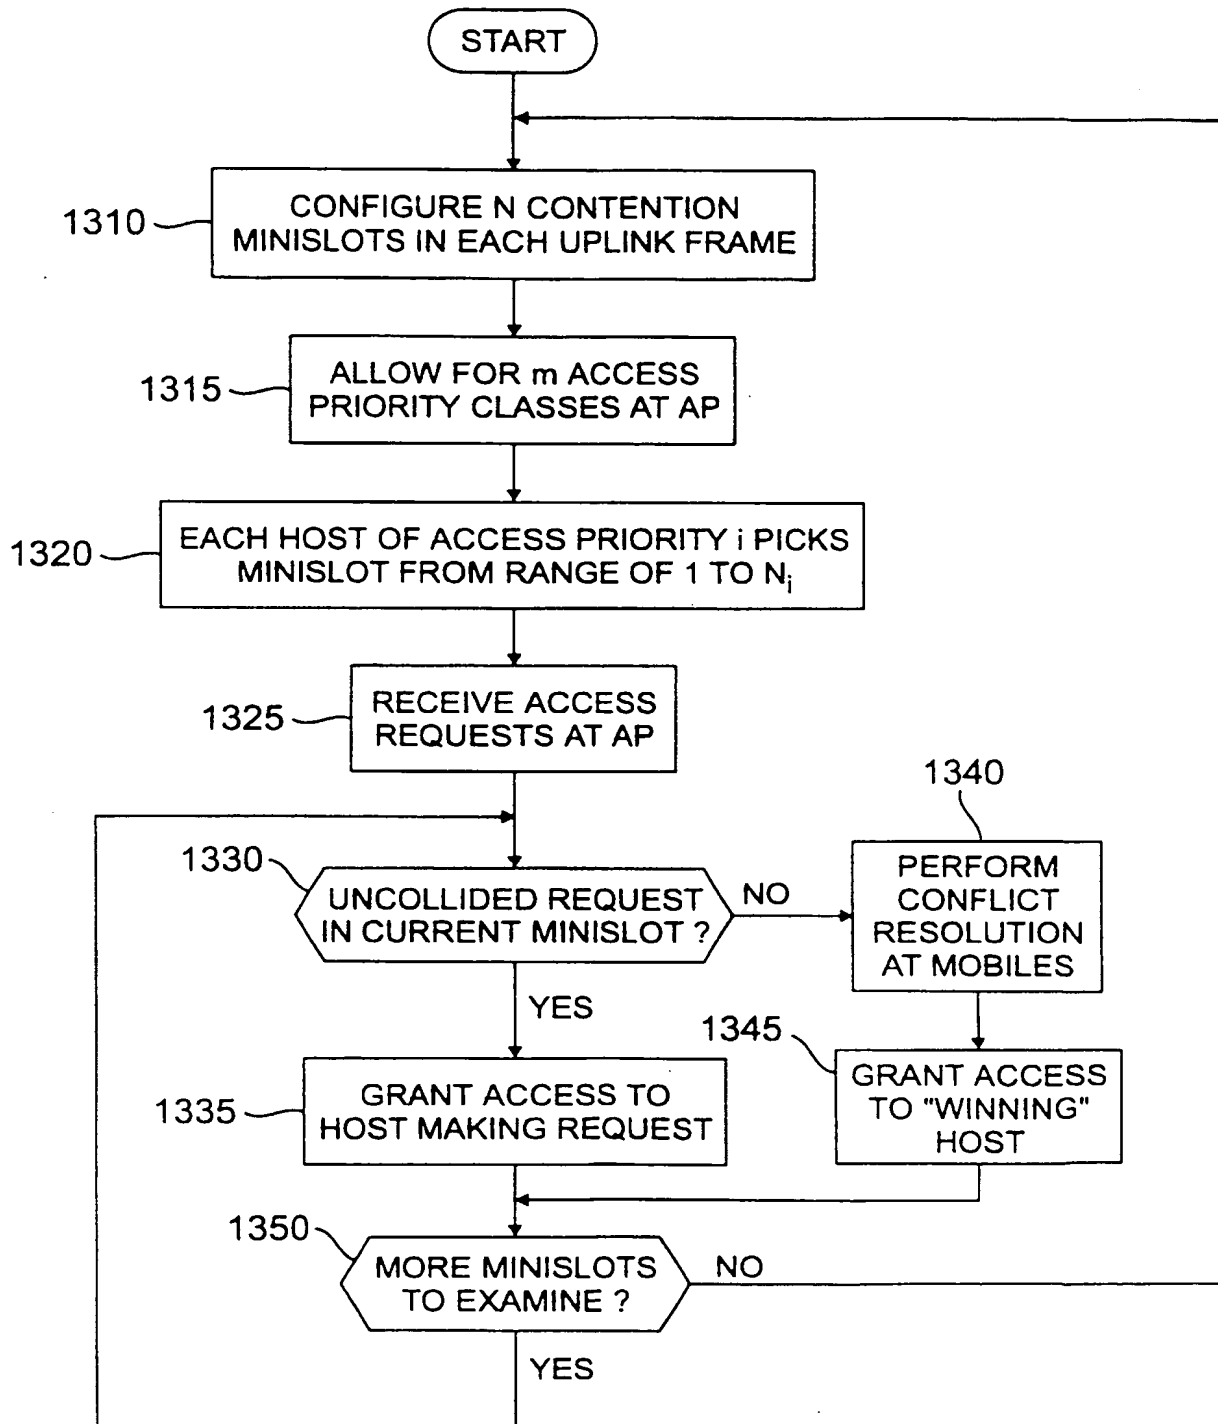 START
1310
CONFIGURE N CONTENTION
MINISLOTS IN EACH UPLINK FRAME
1315
ALLOW FOR m ACCESS
PRIORITY CLASSES AT AP
1320
EACH HOST OF ACCESS PRIORITY i PICKS
MINISLOT FROM RANGE OF 1 TO Ni
1325
RECEIVE ACCESS
REQUESTS AT AP
1330
UNCOLLIDED REQUEST
IN CURRENT MINISLOT ?
NO
YES
1340
PERFORM
CONFLICT
RESOLUTION
AT MOBILES
1335
GRANT ACCESS TO
HOST MAKING REQUEST
1345
GRANT ACCESS
TO "WINNING"
HOST
1350
MORE MINISLOTS
TO EXAMINE ?
NO
YES